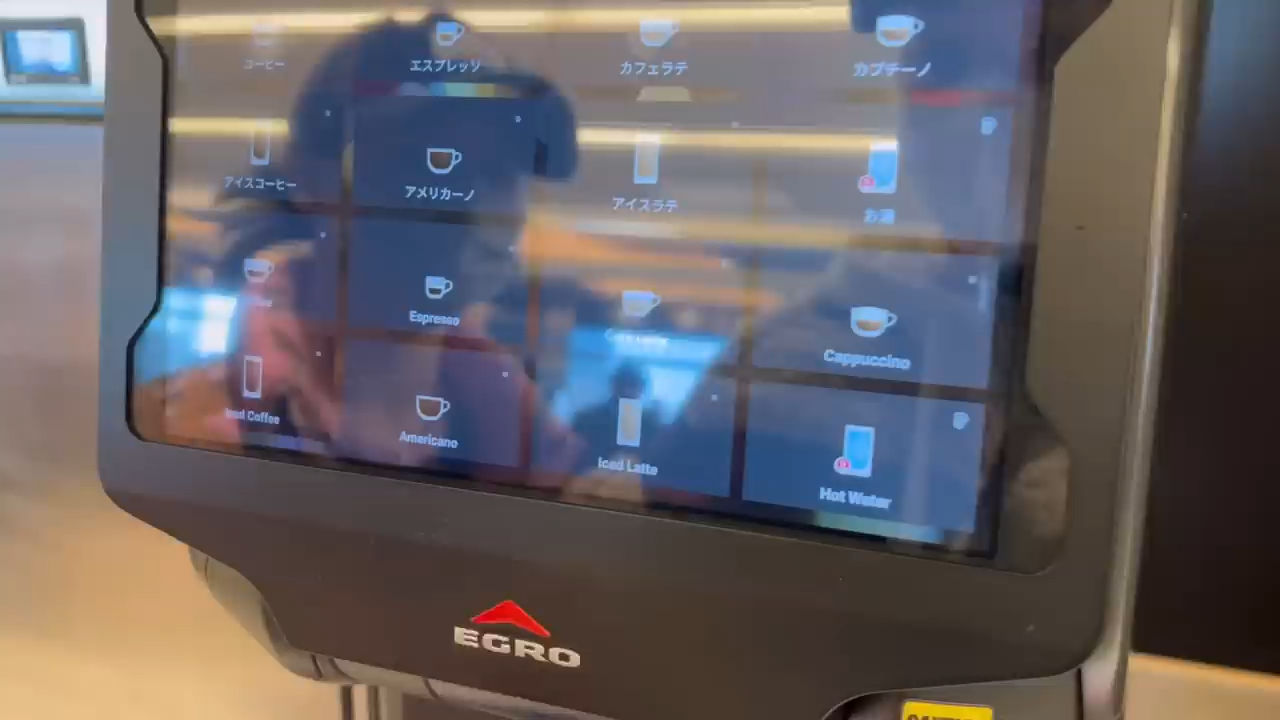 コーヒー
エスプレッソ
カフェラテ
カプチーノ
アイスコーヒー
アメリカーノ
アイスラテ
お湯
Espresso
Cappuccino
Iced Coffee
Americano
Iced Latte
Hot Water
EGRO